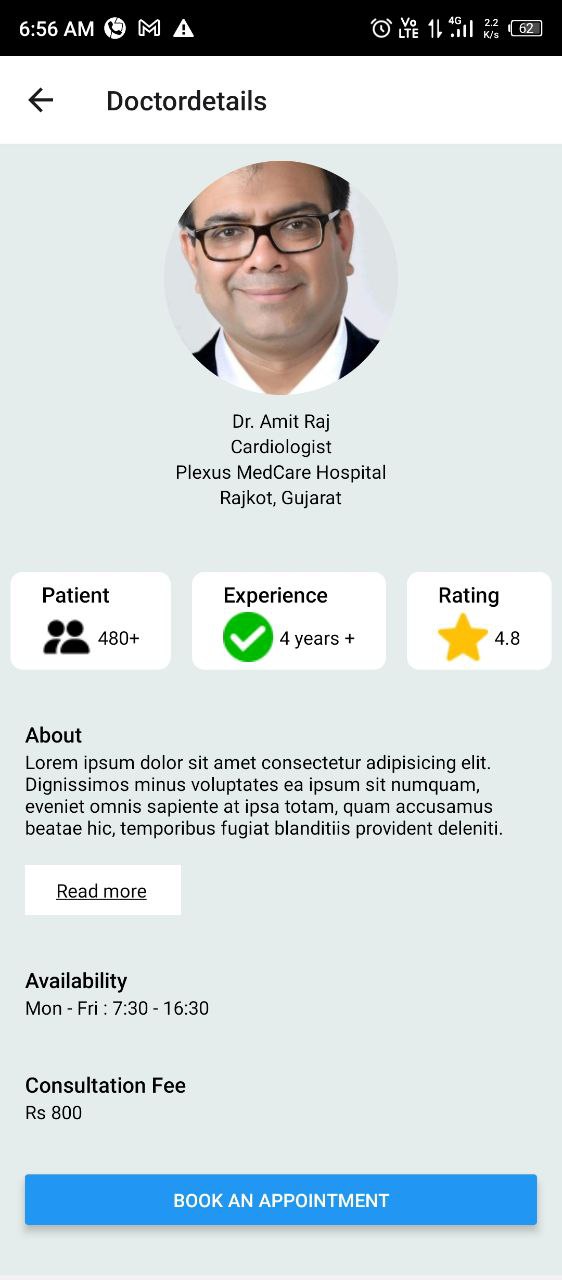 6:56 AM
Vo LTE 4G 2.2 K/s 62
Doctordetails
Dr. Amit Raj
Cardiologist
Plexus MedCare Hospital
Rajkot, Gujarat
Patient Experience Rating
480+ 4 years + 4.8
About
Lorem ipsum dolor sit amet consectetur adipisicing elit.
Dignissimos minus voluptates ea ipsum sit numquam,
eveniet omnis sapiente at ipsa totam, quam accusamus
beatae hic, temporibus fugiat blanditiis provident deleniti.
Read more
Availability
Mon - Fri : 7:30 - 16:30
Consultation Fee
Rs 800
BOOK AN APPOINTMENT